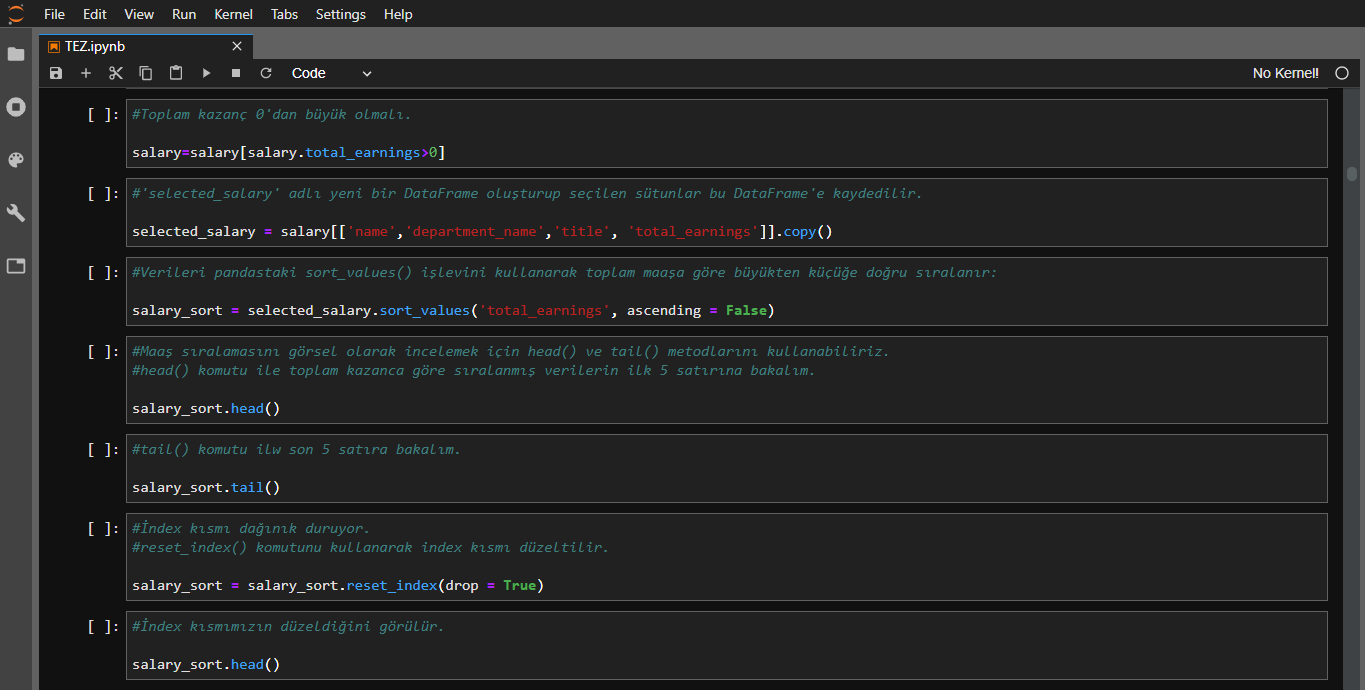 File Edit View Run Kernel Tabs Settings Help
TEZ.ipynb
Code
No Kernel!
[ ]: #Toplam kazanç 0'dan büyük olmalı.
salary=salary[salary.total_earnings>0]
[ ]: #'selected_salary' adlı yeni bir DataFrame oluşturup seçilen sütunlar bu DataFrame'e kaydedilir.
selected_salary = salary[['name','department_name','title', 'total_earnings']].copy()
[ ]: #Verileri pandastaki sort_values() işlevini kullanarak toplam maaşa göre büyükten küçüğe doğru sıralanır:
salary_sort = selected_salary.sort_values('total_earnings', ascending = False)
[ ]: #Maaş sıralamasını görsel olarak incelemek için head() ve tail() metodlarını kullanabiliriz.
#head() komutu ile toplam kazanca göre sıralanmış verilerin ilk 5 satırına bakalım.
salary_sort.head()
[ ]: #tail() komutu ilw son 5 satıra bakalım.
salary_sort.tail()
[ ]: #İndex kısmı dağınık duruyor.
#reset_index() komutunu kullanarak index kısmı düzeltilir.
salary_sort = salary_sort.reset_index(drop = True)
[ ]: #İndex kısmımızın düzeldiğini görülür.
salary_sort.head()